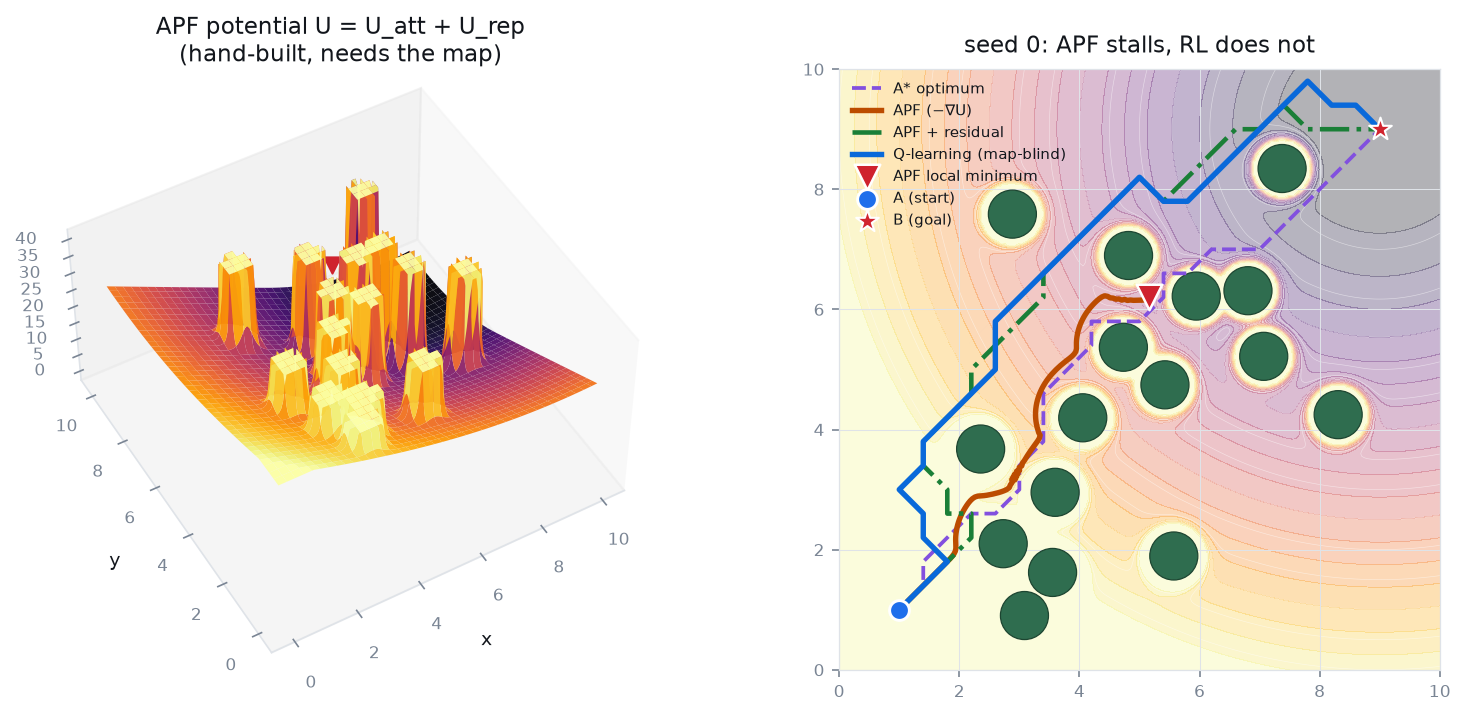 APF potential U = U_att + U_rep
(hand-built, needs the map)
40
35
30
25
20
15
10
5
0
10
8
6
4
2
0
y
0
2
4
6
8
10
x
seed 0: APF stalls, RL does not
10
8
6
4
2
0
0
2
4
6
8
10
A* optimum
APF (−∇U)
APF + residual
Q-learning (map-blind)
APF local minimum
A (start)
B (goal)